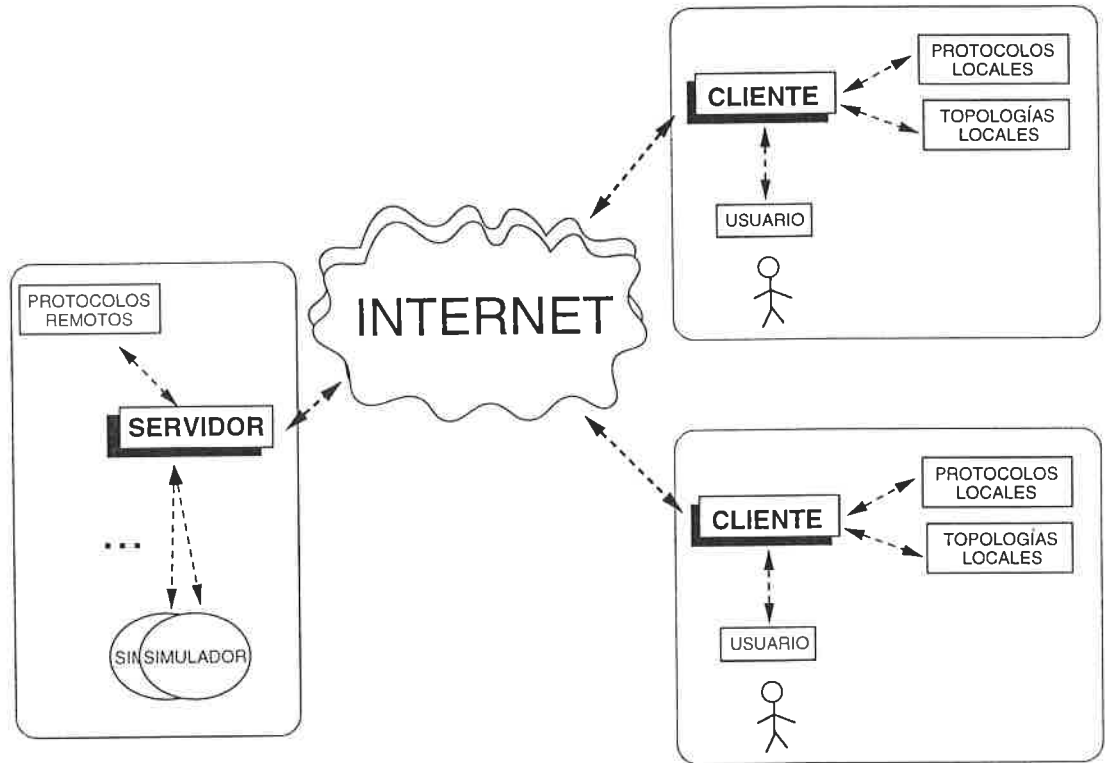 PROTOCOLOS
LOCALES
CLIENTE
TOPOLOGÍAS
LOCALES
USUARIO
INTERNET
PROTOCOLOS
REMOTOS
SERVIDOR
SIMULADOR
PROTOCOLOS
LOCALES
CLIENTE
TOPOLOGÍAS
LOCALES
USUARIO